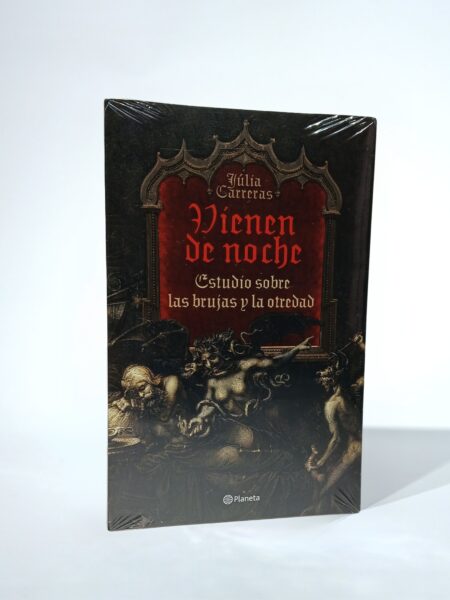 Júlia
Carreras
Vienen
de noche
Estudio sobre
las brujas y la otredad
Planeta